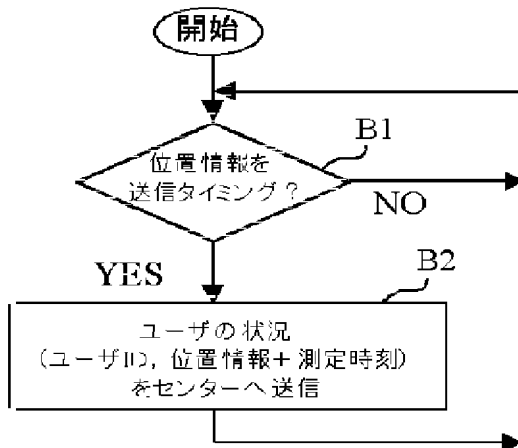 開始
B1
位置情報を
送信タイミング？
NO
YES
B2
ユーザの状況
(ユーザID, 位置情報＋測定時刻)
をセンターへ送信